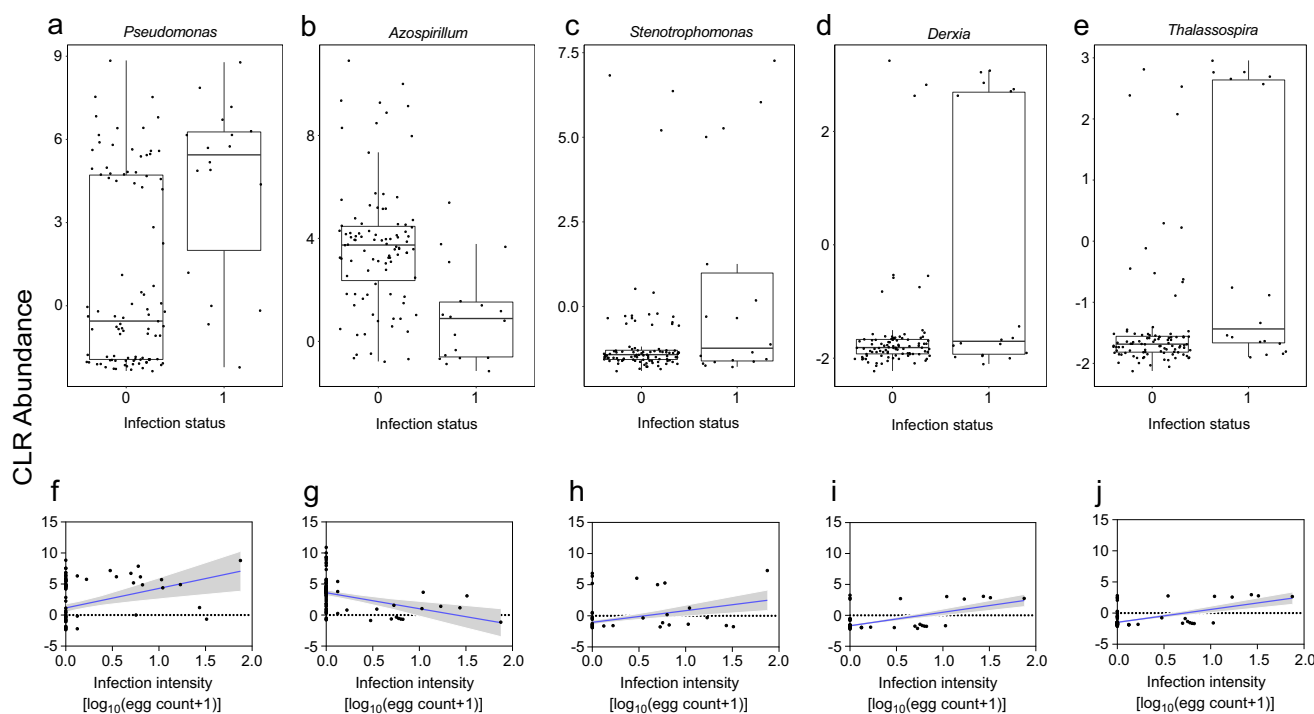 a b c d e
Pseudomonas Azospirillum Stenotrophomonas Derxia Thalassospira
CLR Abundance
9
6
3
0
0 1
Infection status
8
4
0
0 1
Infection status
7.5
5.0
2.5
0.0
0 1
Infection status
2
0
-2
0 1
Infection status
3
2
1
0
-1
-2
0 1
Infection status
f g h i j
15
10
5
0
-5
0.0 0.5 1.0 1.5 2.0
Infection intensity
[log10(egg count+1)]
15
10
5
0
-5
0.0 0.5 1.0 1.5 2.0
Infection intensity
[log10(egg count+1)]
15
10
5
0
-5
0.0 0.5 1.0 1.5 2.0
Infection intensity
[log10(egg count+1)]
15
10
5
0
-5
0.0 0.5 1.0 1.5 2.0
Infection intensity
[log10(egg count+1)]
15
10
5
0
-5
0.0 0.5 1.0 1.5 2.0
Infection intensity
[log10(egg count+1)]